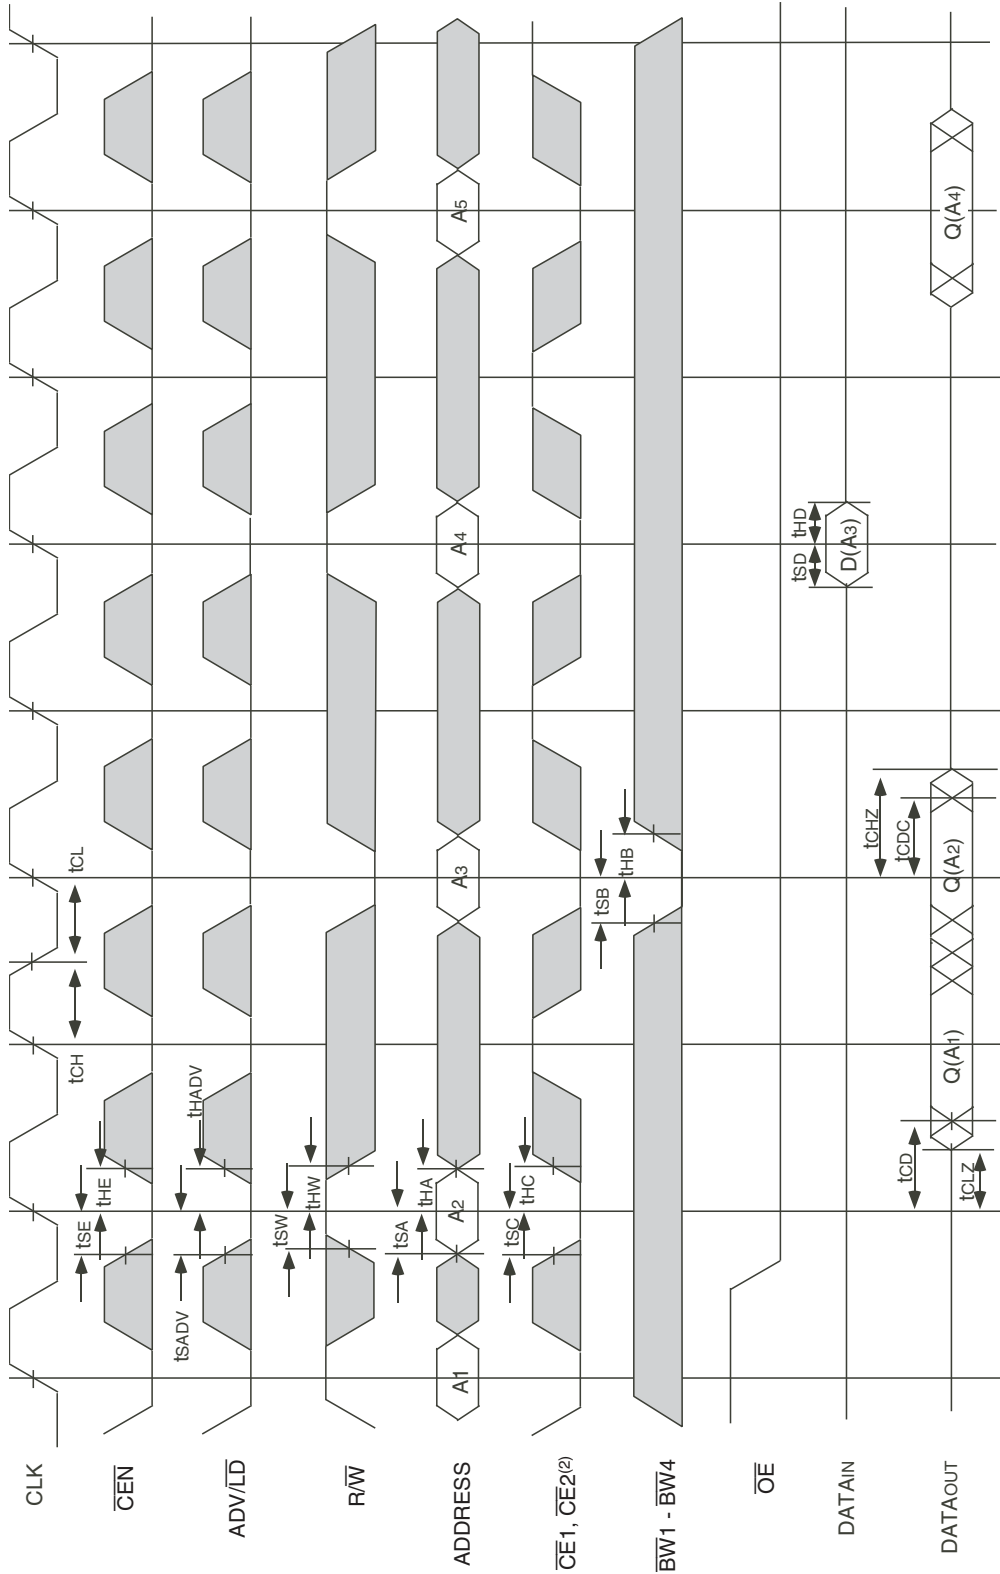 CLK
tCH
tCL
CEN
tSE
tHE
ADV/LD
tSADV
tHADV
R/W
tSW
tHW
ADDRESS
A1
tSA
tHA
A2
A3
A4
A5
CE1, CE2(2)
tSC
tHC
BW1 - BW4
tSB
tHB
OE
DATAIN
tSD
tHD
D(A3)
DATAOUT
tCD
tCLZ
Q(A1)
tCHZ
tCDC
Q(A2)
Q(A4)